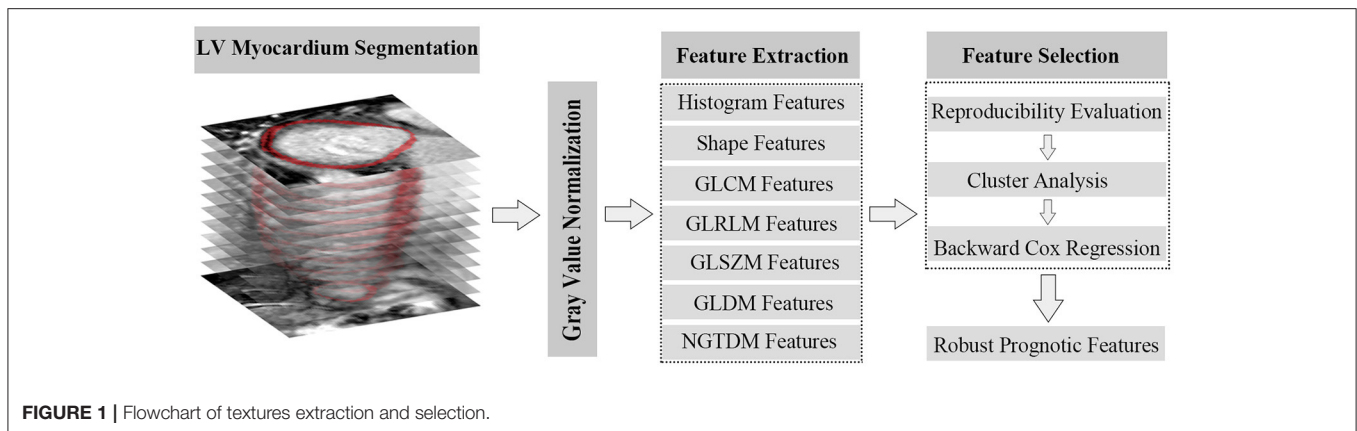 LV Myocardium Segmentation
Gray Value Normalization
Feature Extraction
Histogram Features
Shape Features
GLCM Features
GLRLM Features
GLSZM Features
GLDM Features
NGTDM Features
Feature Selection
Reproducibility Evaluation
Cluster Analysis
Backward Cox Regression
Robust Prognotic Features
FIGURE 1 | Flowchart of textures extraction and selection.